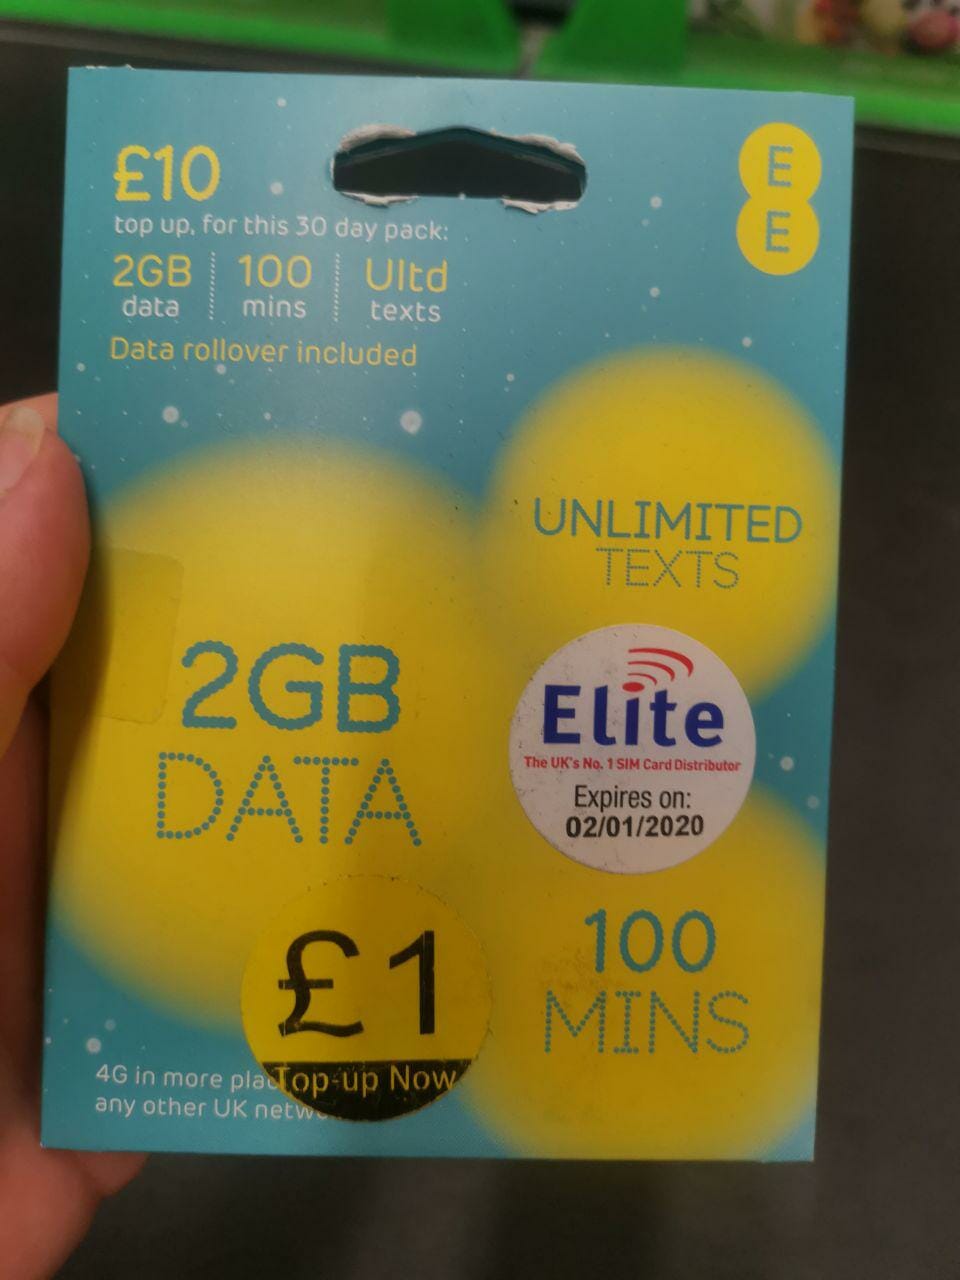 £10
top up, for this 30 day pack:
2GB 100 Ultd
data mins texts
Data rollover included
E
E
UNLIMITED
TEXTS
2GB
DATA
Elite
The UK's No. 1 SIM Card Distributor
Expires on:
02/01/2020
100
MINS
£1
Top-up Now
4G in more
any other UK